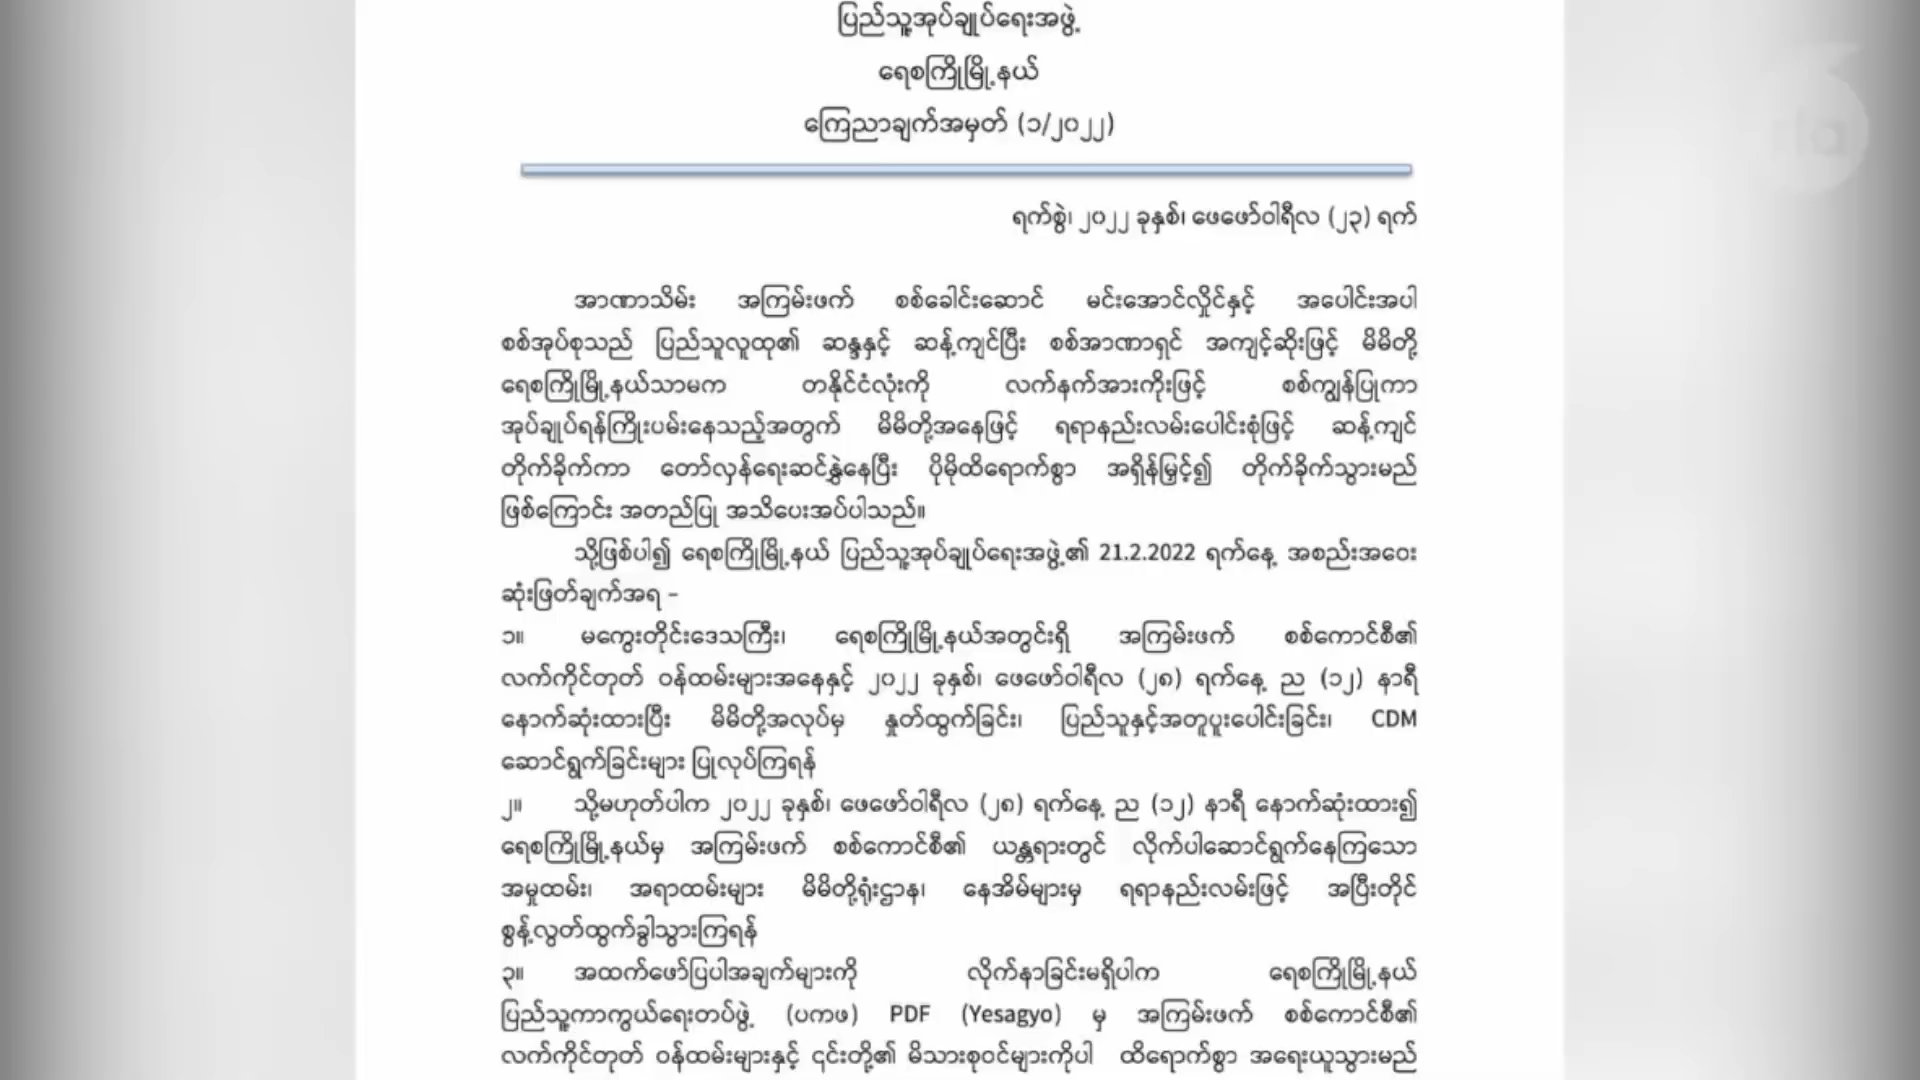 ပြည်သူ့အုပ်ချုပ်ရေးအဖွဲ့
ရေစကြိုမြို့နယ်
ကြေညာချက်အမှတ် (၁/၂၀၂၂)
ရက်စွဲ၊ ၂၀၂၂ ခုနှစ်၊ ဖေဖော်ဝါရီလ (၂၃) ရက်
အာဏာသိမ်း အကြမ်းဖက် စစ်ခေါင်းဆောင် မင်းအောင်လှိုင်နှင့် အပေါင်းအပါ
စစ်အုပ်စုသည် ပြည်သူလူထု၏ ဆန္ဒနှင့် ဆန့်ကျင်ပြီး စစ်အာဏာရှင် အကျင့်ဆိုးဖြင့် မိမိတို့
ရေစကြိုမြို့နယ်သာမက တနိုင်ငံလုံးကို လက်နက်အားကိုးဖြင့် စစ်ကျွန်ပြုကာ
အုပ်ချုပ်ရန်ကြိုးပမ်းနေသည့်အတွက် မိမိတို့အနေဖြင့် ရရာနည်းလမ်းပေါင်းစုံဖြင့် ဆန့်ကျင်
တိုက်ခိုက်ကာ တော်လှန်ရေးဆင်နွှဲနေပြီး ပိုမိုထိရောက်စွာ အရှိန်မြှင့်၍ တိုက်ခိုက်သွားမည်
ဖြစ်ကြောင်း အတည်ပြု အသိပေးအပ်ပါသည်။
သို့ဖြစ်ပါ၍ ရေစကြိုမြို့နယ် ပြည်သူ့အုပ်ချုပ်ရေးအဖွဲ့၏ 21.2.2022 ရက်နေ့ အစည်းအဝေး
ဆုံးဖြတ်ချက်အရ –
၁။ မကွေးတိုင်းဒေသကြီး၊ ရေစကြိုမြို့နယ်အတွင်းရှိ အကြမ်းဖက် စစ်ကောင်စီ၏
လက်ကိုင်တုတ် ဝန်ထမ်းများအနေနှင့် ၂၀၂၂ ခုနှစ်၊ ဖေဖော်ဝါရီလ (၂၈) ရက်နေ့ ည (၁၂) နာရီ
နောက်ဆုံးထားပြီး မိမိတို့အလုပ်မှ နှုတ်ထွက်ခြင်း၊ ပြည်သူနှင့်အတူပူးပေါင်းခြင်း၊ CDM
ဆောင်ရွက်ခြင်းများ ပြုလုပ်ကြရန်
၂။ သို့မဟုတ်ပါက ၂၀၂၂ ခုနှစ်၊ ဖေဖော်ဝါရီလ (၂၈) ရက်နေ့ ည (၁၂) နာရီ နောက်ဆုံးထား၍
ရေစကြိုမြို့နယ်မှ အကြမ်းဖက် စစ်ကောင်စီ၏ ယန္တရားတွင် လိုက်ပါဆောင်ရွက်နေကြသော
အမှုထမ်း၊ အရာထမ်းများ မိမိတို့ရုံးဌာန၊ နေအိမ်များမှ ရရာနည်းလမ်းဖြင့် အပြီးတိုင်
စွန့်လွှတ်ထွက်ခွါသွားကြရန်
၃။ အထက်ဖော်ပြပါအချက်များကို လိုက်နာခြင်းမရှိပါက ရေစကြိုမြို့နယ်
ပြည်သူ့ကာကွယ်ရေးတပ်ဖွဲ့ (ပကဖ) PDF (Yesagyo) မှ အကြမ်းဖက် စစ်ကောင်စီ၏
လက်ကိုင်တုတ် ဝန်ထမ်းများနှင့် ၎င်းတို့၏ မိသားစုဝင်များကိုပါ ထိရောက်စွာ အရေးယူသွားမည်